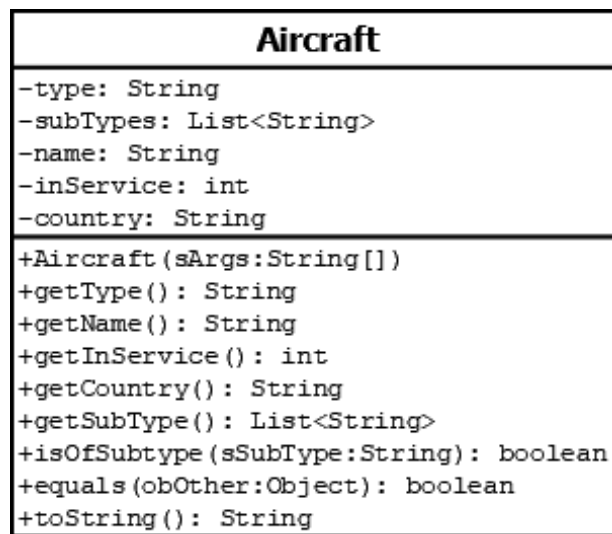 Aircraft
-type: String
-subTypes: List<String>
-name: String
-inService: int
-country: String
+Aircraft(sArgs:String[])
+getType(): String
+getName(): String
+getInService(): int
+getCountry(): String
+getSubType(): List<String>
+isOfSubtype(sSubType:String): boolean
+equals(obOther:Object): boolean
+toString(): String